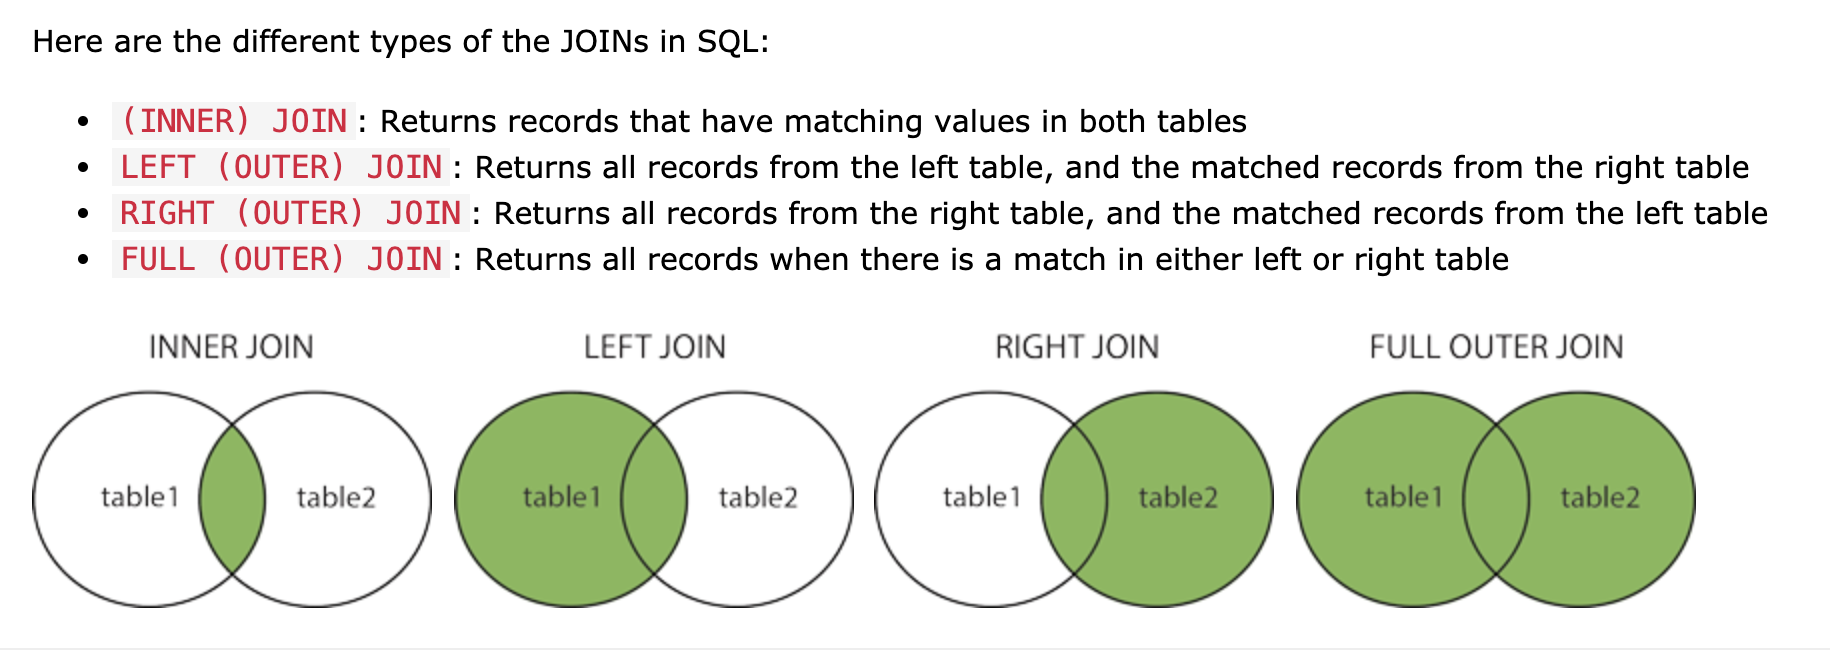 Here are the different types of the JOINs in SQL:
• (INNER) JOIN: Returns records that have matching values in both tables
• LEFT (OUTER) JOIN: Returns all records from the left table, and the matched records from the right table
• RIGHT (OUTER) JOIN: Returns all records from the right table, and the matched records from the left table
• FULL (OUTER) JOIN: Returns all records when there is a match in either left or right table
INNER JOIN
table1
table2
LEFT JOIN
table1
table2
RIGHT JOIN
table1
table2
FULL OUTER JOIN
table1
table2